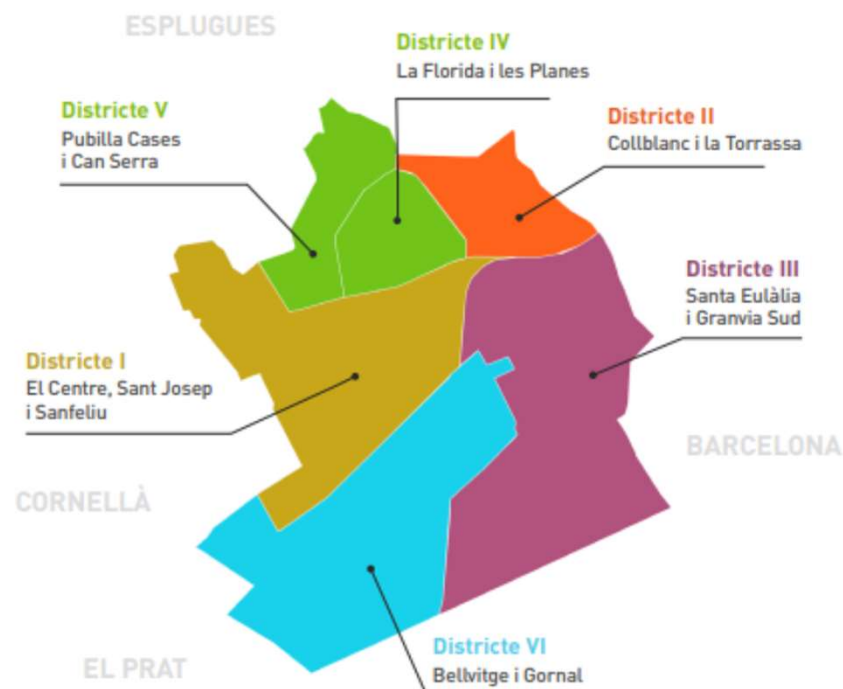 ESPLUGUES
Districte IV
La Florida i les Planes
Districte V
Pubilla Cases
i Can Serra
Districte II
Collblanc i la Torrassa
Districte III
Santa Eulàlia
i Granvia Sud
Districte I
El Centre, Sant Josep
i Sanfeliu
BARCELONA
CORNELLÀ
Districte VI
Bellvitge i Gornal
EL PRAT